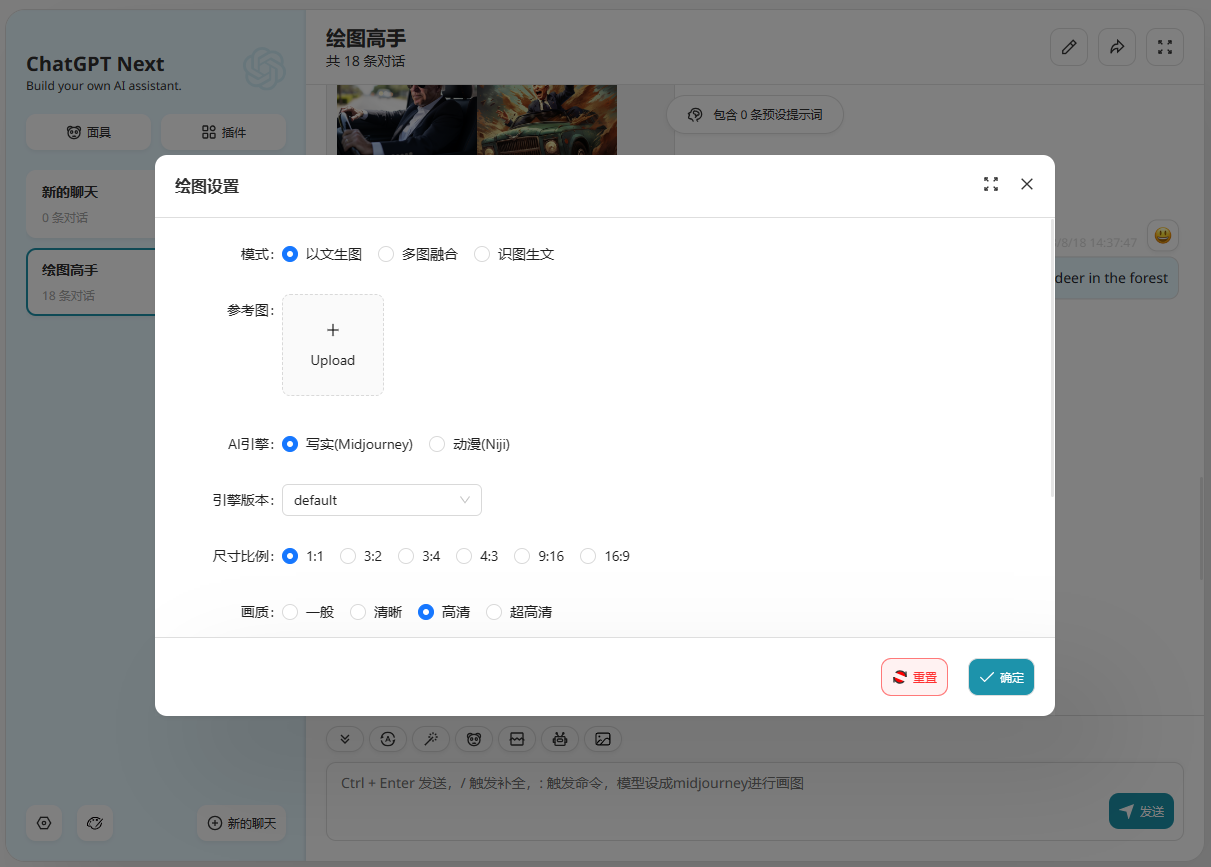 ChatGPT Next
Build your own AI assistant.
面具
插件
新的聊天
0 条对话
绘图高手
18 条对话
新的聊天
绘图高手
共 18 条对话
包含 0 条预设提示词
/8/18 14:37:47
deer in the forest
绘图设置
模式:
以文生图
多图融合
识图生文
参考图:
Upload
AI引擎:
写实(Midjourney)
动漫(Niji)
引擎版本:
default
尺寸比例:
1:1
3:2
3:4
4:3
9:16
16:9
画质:
一般
清晰
高清
超高清
重置
确定
Ctrl + Enter 发送，/ 触发补全，: 触发命令，模型设成midjourney进行画图
发送